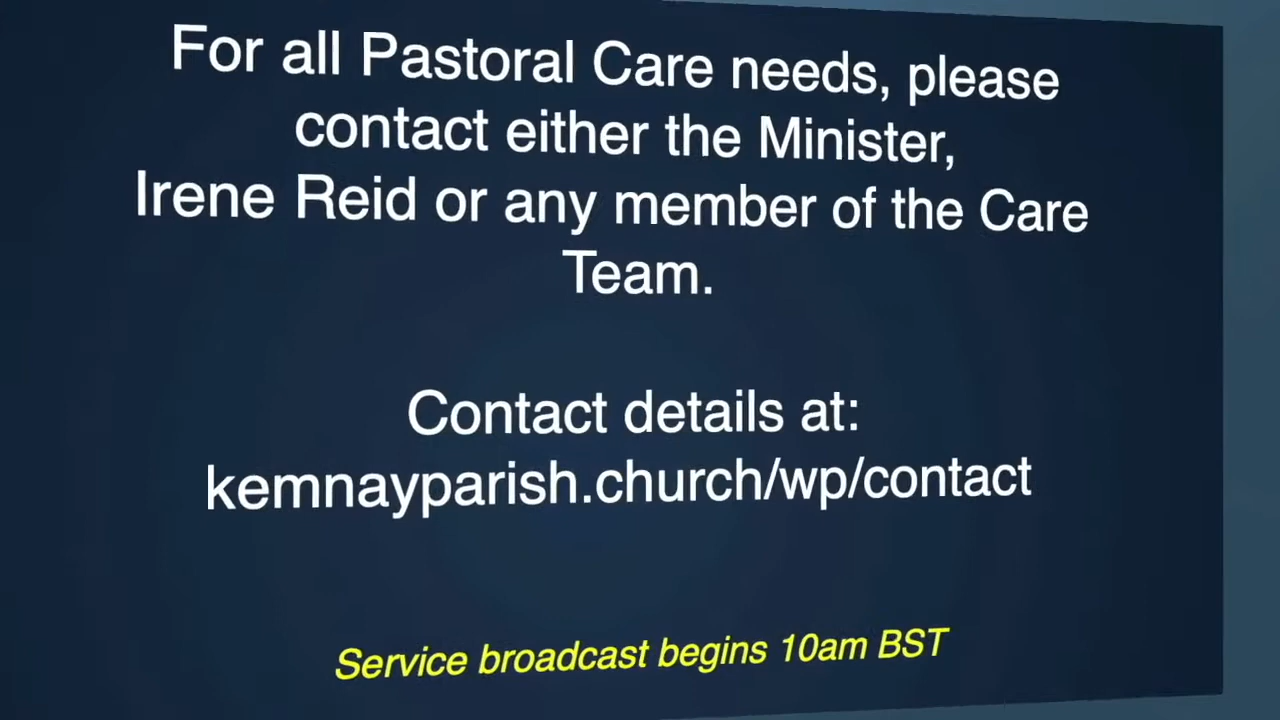 For all Pastoral Care needs, please
contact either the Minister,
Irene Reid or any member of the Care
Team.
Contact details at:
kemnayparish.church/wp/contact
Service broadcast begins 10am BST